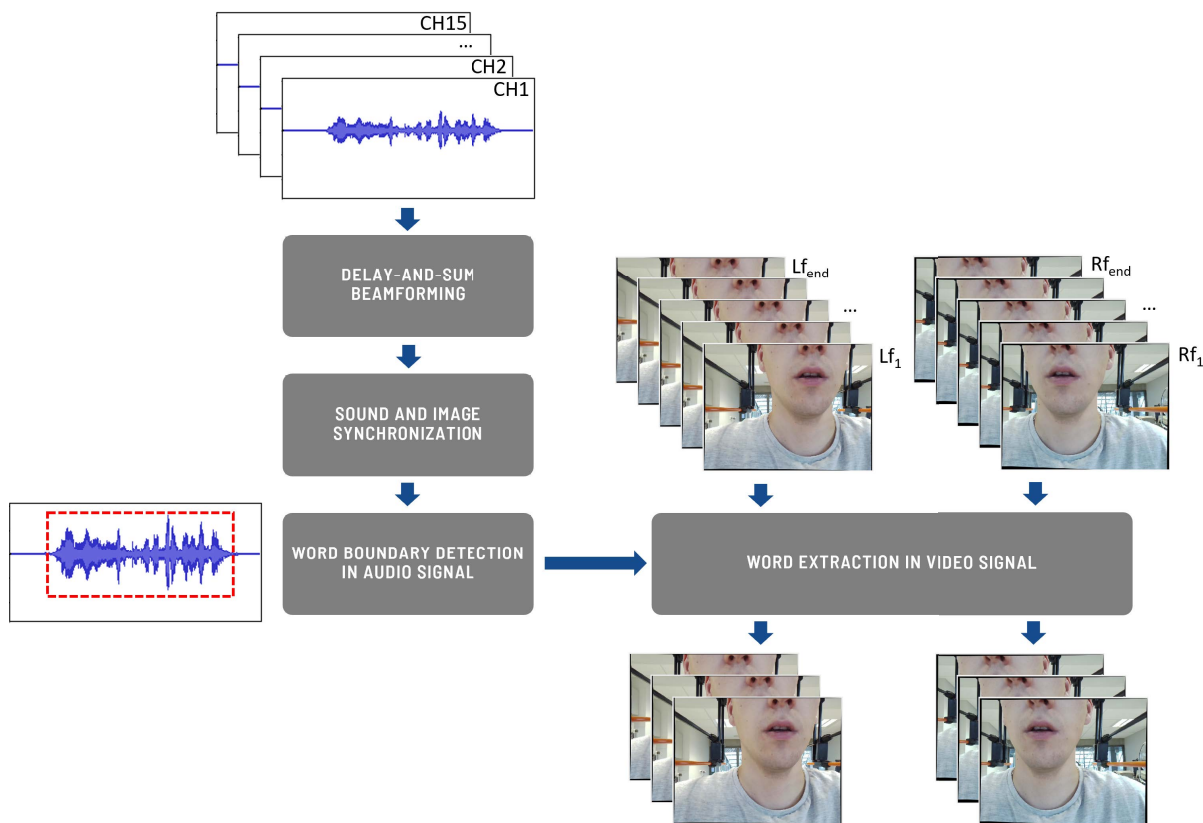 CH15
...
CH2
CH1
DELAY-AND-SUM
BEAMFORMING
SOUND AND IMAGE
SYNCHRONIZATION
WORD BOUNDARY DETECTION
IN AUDIO SIGNAL
Lf_end
...
Lf_1
Rf_end
...
Rf_1
WORD EXTRACTION IN VIDEO SIGNAL